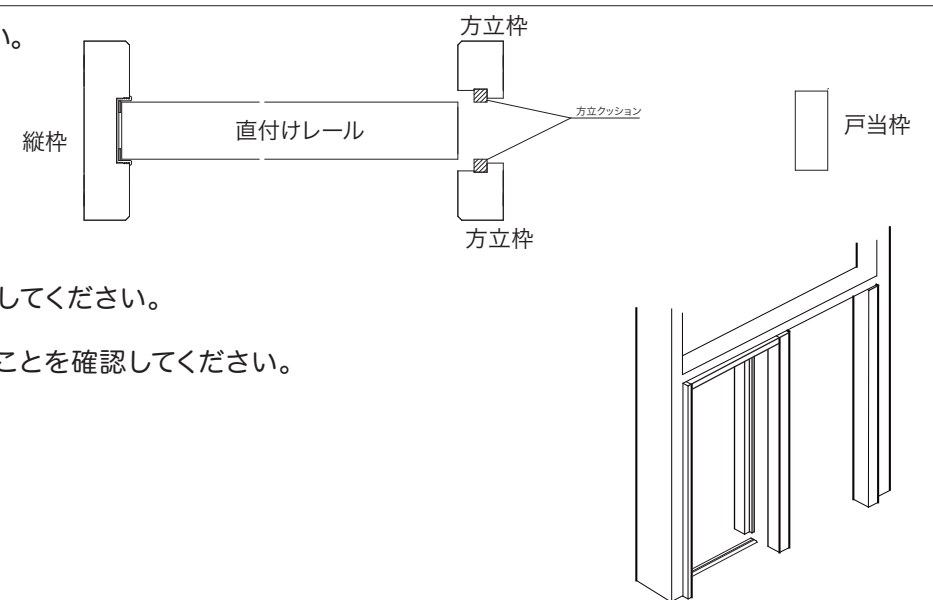 い。
方立枠
方立クッション
縦枠
直付けレール
戸当枠
方立枠
してください。
ことを確認してください。